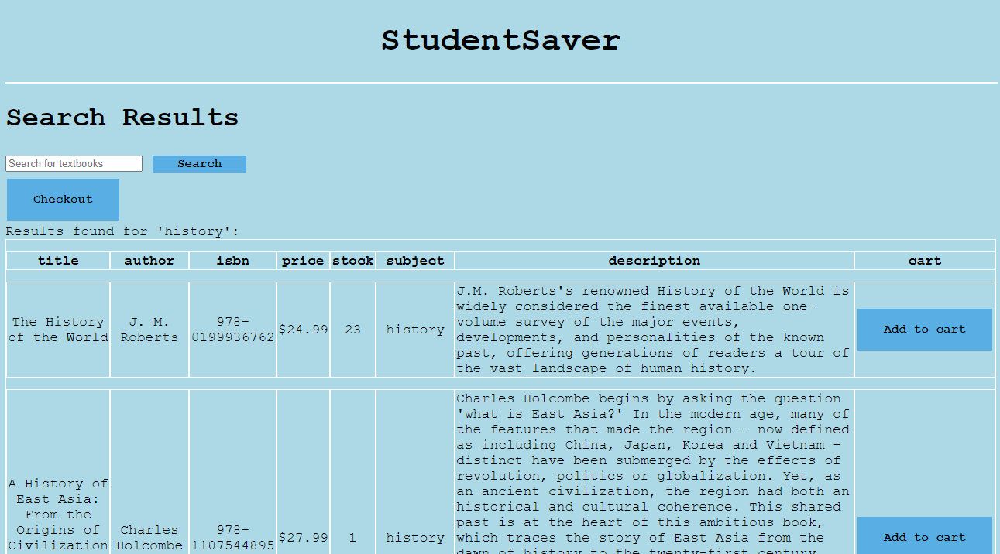 StudentSaver
Search Results
Search for textbooks Search
Checkout
Results found for 'history':
title author isbn price stock subject description cart
The History
of the World
J. M.
Roberts
978-
0199936762
$24.99
23
history
J.M. Roberts's renowned History of the World is
widely considered the finest available one-
volume survey of the major events,
developments, and personalities of the known
past, offering generations of readers a tour of
the vast landscape of human history.
Add to cart
A History of
East Asia:
From the
Origins of
Civilization
Charles
Holcombe
978-
1107544895
$27.99
1
history
Charles Holcombe begins by asking the question
'what is East Asia?' In the modern age, many of
the features that made the region - now defined
as including China, Japan, Korea and Vietnam -
distinct have been submerged by the effects of
revolution, politics or globalization. Yet, as
an ancient civilization, the region had both an
historical and cultural coherence. This shared
past is at the heart of this ambitious book,
which traces the story of East Asia from the
dawn of history to the twenty-first century
Add to cart